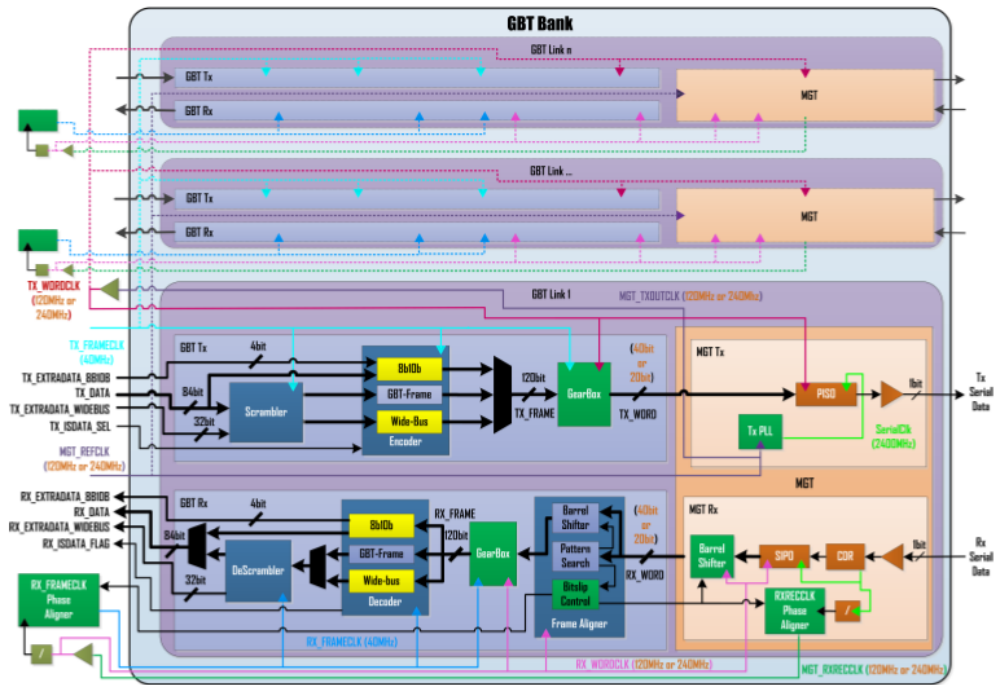 GBT Bank
GBT Link n
GBT Tx
GBT Rx
MGT
GBT Link ...
GBT Tx
GBT Rx
MGT
TX_WORDCLK
(120MHz or
240MHz)
GBT Link 1
MGT_TXOUTCLK (120MHz or 240MHz)
TX_FRAMECLK
(40MHz)
TX_EXTRADATA_8B10B
TX_DATA
TX_EXTRADATA_WIDEBUS
TX_ISDATA_SEL
MGT_REFCLK
(120MHz or 240MHz)
GBT Tx
4bit
84bit
32bit
Scrambler
8b10b
GBT-Frame
Wide-Bus
Encoder
120bit
TX_FRAME
GearBox
(40bit
or
20bit)
TX_WORD
MGT Tx
PISO
Tx PLL
SerialClk
(2400MHz)
1bit
Tx
Serial
Data
MGT
RX_EXTRADATA_8B10B
RX_DATA
RX_EXTRADATA_WIDEBUS
RX_ISDATA_FLAG
GBT Rx
4bit
84bit
32bit
DeScrambler
8b10b
GBT-Frame
Wide-bus
Decoder
RX_FRAME
120bit
GearBox
Barrel
Shifter
Pattern
Search
Bitslip
Control
Frame Aligner
(40bit
or
20bit)
RX_WORD
MGT Rx
Barrel
Shifter
SIPO
CDR
1bit
Rx
Serial
Data
RXRECCLK
Phase
Aligner
/
RX_FRAMECLK
Phase
Aligner
/
RX_FRAMECLK (40MHz)
RX_WORDCLK (120MHz or 240MHz)
MGT_RXRECCLK (120MHz or 240MHz)